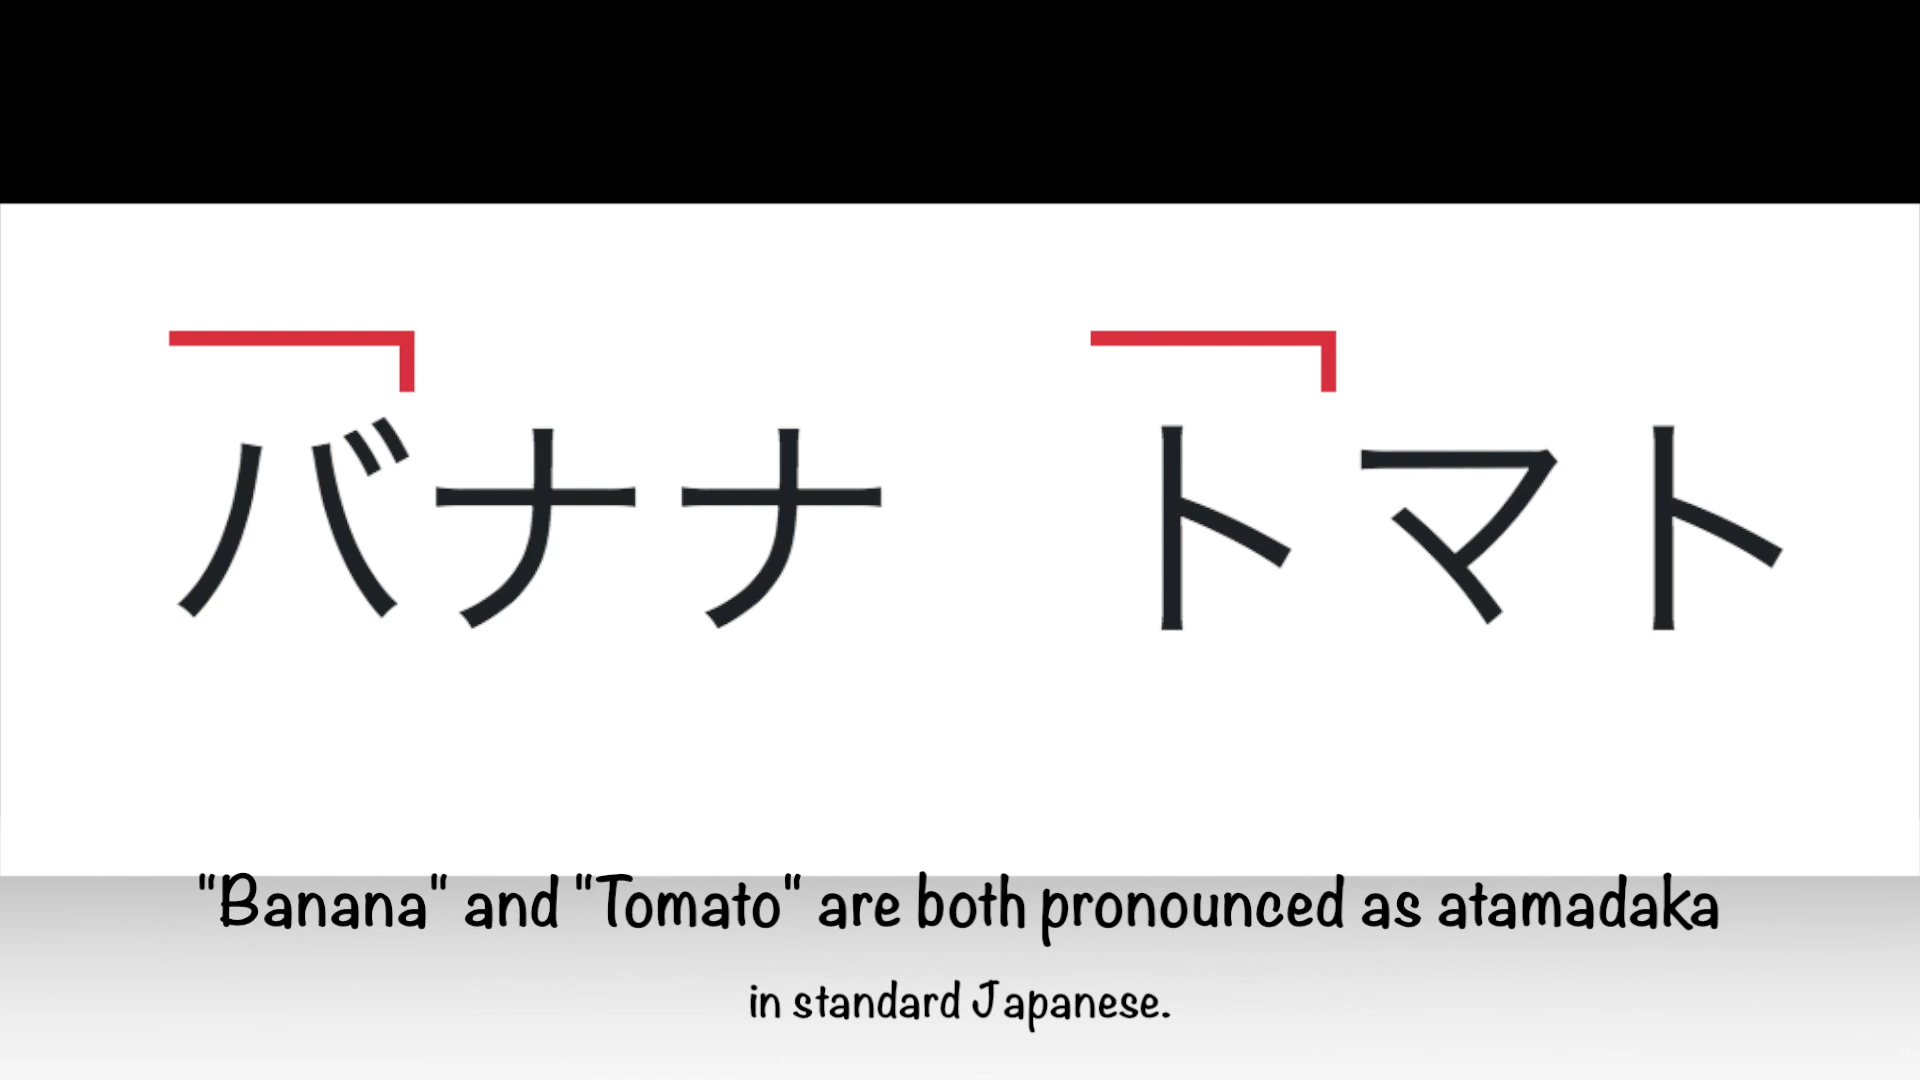 バナナ トマト
"Banana" and "Tomato" are both pronounced as atamadaka
in standard Japanese.